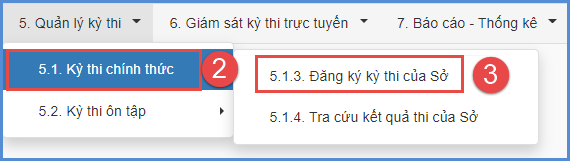 5. Quản lý kỳ thi 6. Giám sát kỳ thi trực tuyến 7. Báo cáo - Thống kê
5.1. Kỳ thi chính thức 2 5.1.3. Đăng ký kỳ thi của Sở 3
5.2. Kỳ thi ôn tập 5.1.4. Tra cứu kết quả thi của Sở